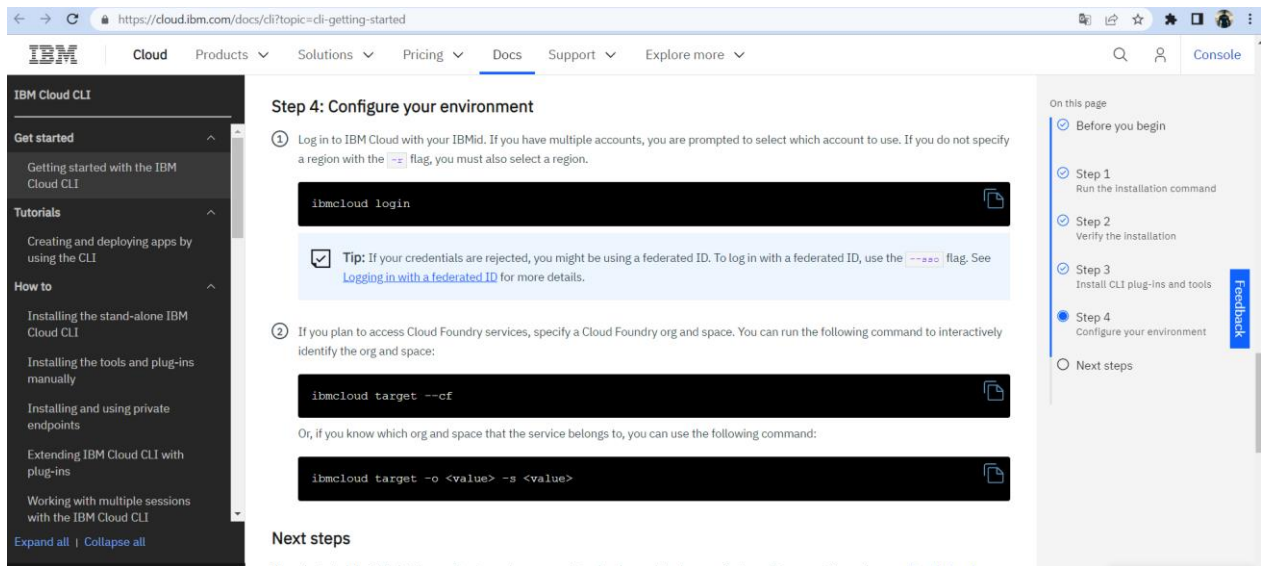 https://cloud.ibm.com/docs/cli?topic=cli-getting-started
IBM Cloud Products Solutions Pricing Docs Support Explore more Console
IBM Cloud CLI
Get started
Getting started with the IBM
Cloud CLI
Tutorials
Creating and deploying apps by
using the CLI
How to
Installing the stand-alone IBM
Cloud CLI
Installing the tools and plug-ins
manually
Installing and using private
endpoints
Extending IBM Cloud CLI with
plug-ins
Working with multiple sessions
with the IBM Cloud CLI
Expand all | Collapse all
Step 4: Configure your environment
1 Log in to IBM Cloud with your IBMid. If you have multiple accounts, you are prompted to select which account to use. If you do not specify
a region with the -r flag, you must also select a region.
ibmcloud login
Tip: If your credentials are rejected, you might be using a federated ID. To log in with a federated ID, use the --sso flag. See
Logging in with a federated ID for more details.
2 If you plan to access Cloud Foundry services, specify a Cloud Foundry org and space. You can run the following command to interactively
identify the org and space:
ibmcloud target --cf
Or, if you know which org and space that the service belongs to, you can use the following command:
ibmcloud target -o <value> -s <value>
Next steps
On this page
Before you begin
Step 1
Run the installation command
Step 2
Verify the installation
Step 3
Install CLI plug-ins and tools
Step 4
Configure your environment
Next steps
Feedback